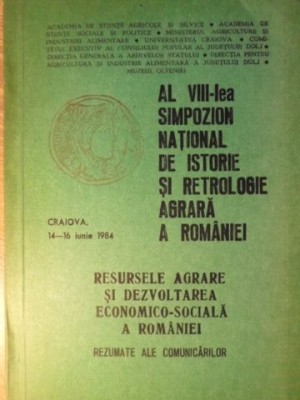 ACADEMIA DE ȘTIINȚE AGRICOLE ȘI SILVICE • ACADEMIA DE
ȘTIINȚE SOCIALE ȘI POLITICE • MINISTERUL AGRICULTURII ȘI
INDUSTRIEI ALIMENTARE • UNIVERSITATEA CRAIOVA • COMI-
TETUL EXECUTIV AL CONSILIULUI POPULAR AL JUDEȚULUI DOLJ •
DIRECȚIA GENERALĂ A ARHIVELOR STATULUI • DIRECȚIA PENTRU
AGRICULTURĂ ȘI INDUSTRIE ALIMENTARĂ A JUDEȚULUI DOLJ •
MUZEUL OLTENIEI
AL VIII-lea
SIMPOZION
NAȚIONAL
DE ISTORIE
ȘI RETROLOGIE
AGRARĂ
A ROMÂNIEI
CRAIOVA,
14—16 iunie 1984
RESURSELE AGRARE
ȘI DEZVOLTAREA
ECONOMICO-SOCIALĂ
A ROMÂNIEI
REZUMATE ALE COMUNICĂRILOR